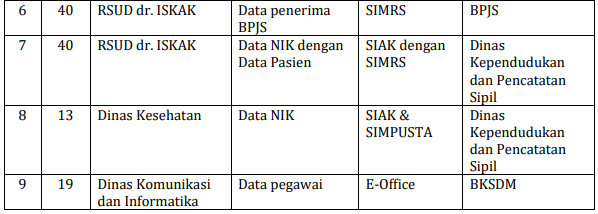 6 40 RSUD dr. ISKAK Data penerima BPJS SIMRS BPJS
7 40 RSUD dr. ISKAK Data NIK dengan Data Pasien SIAK dengan SIMRS Dinas Kependudukan dan Pencatatan Sipil
8 13 Dinas Kesehatan Data NIK SIAK & SIMPUSTA Dinas Kependudukan dan Pencatatan Sipil
9 19 Dinas Komunikasi dan Informatika Data pegawai E-Office BKSDM